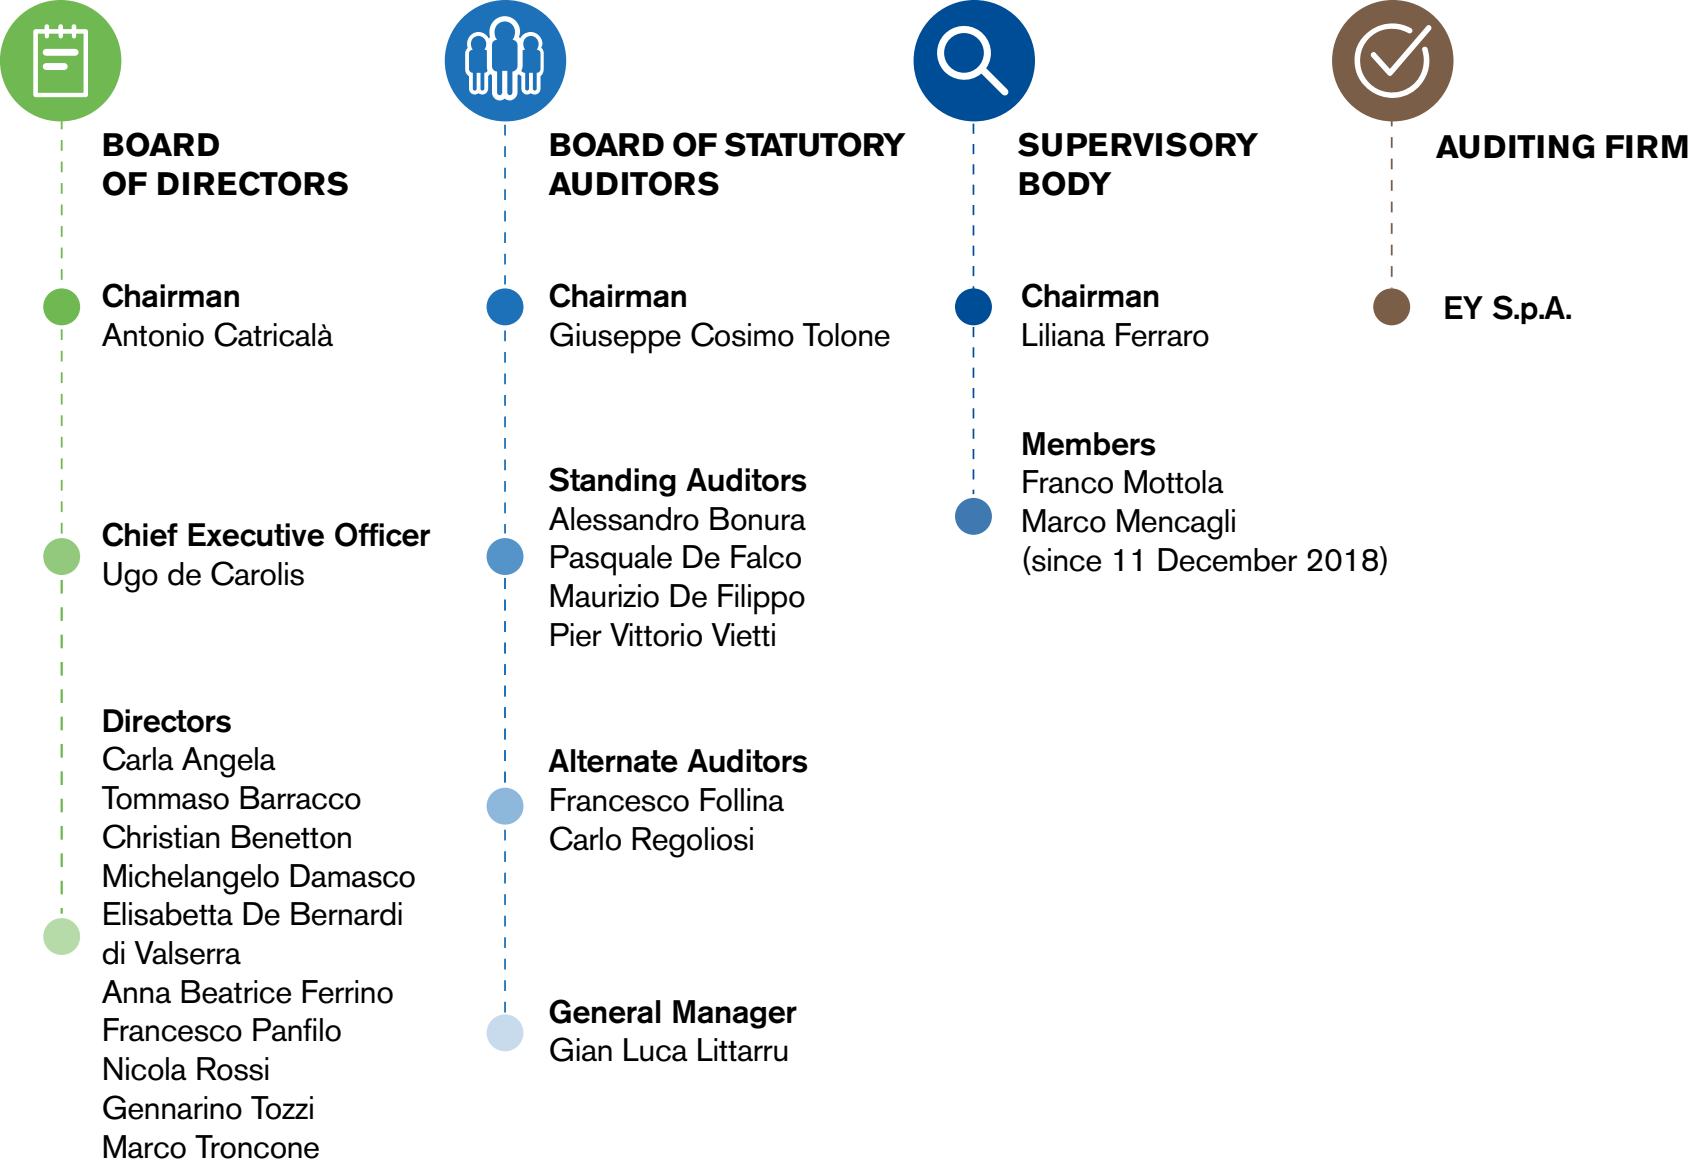 BOARD
OF DIRECTORS
Chairman
Antonio Catricalà
Chief Executive Officer
Ugo de Carolis
Directors
Carla Angela
Tommaso Barracco
Christian Benetton
Michelangelo Damasco
Elisabetta De Bernardi
di Valserra
Anna Beatrice Ferrino
Francesco Panfilo
Nicola Rossi
Gennarino Tozzi
Marco Troncone
BOARD OF STATUTORY
AUDITORS
Chairman
Giuseppe Cosimo Tolone
Standing Auditors
Alessandro Bonura
Pasquale De Falco
Maurizio De Filippo
Pier Vittorio Vietti
Alternate Auditors
Francesco Follina
Carlo Regoliosi
General Manager
Gian Luca Littarru
SUPERVISORY
BODY
Chairman
Liliana Ferraro
Members
Franco Mottola
Marco Mencagli
(since 11 December 2018)
AUDITING FIRM
EY S.p.A.